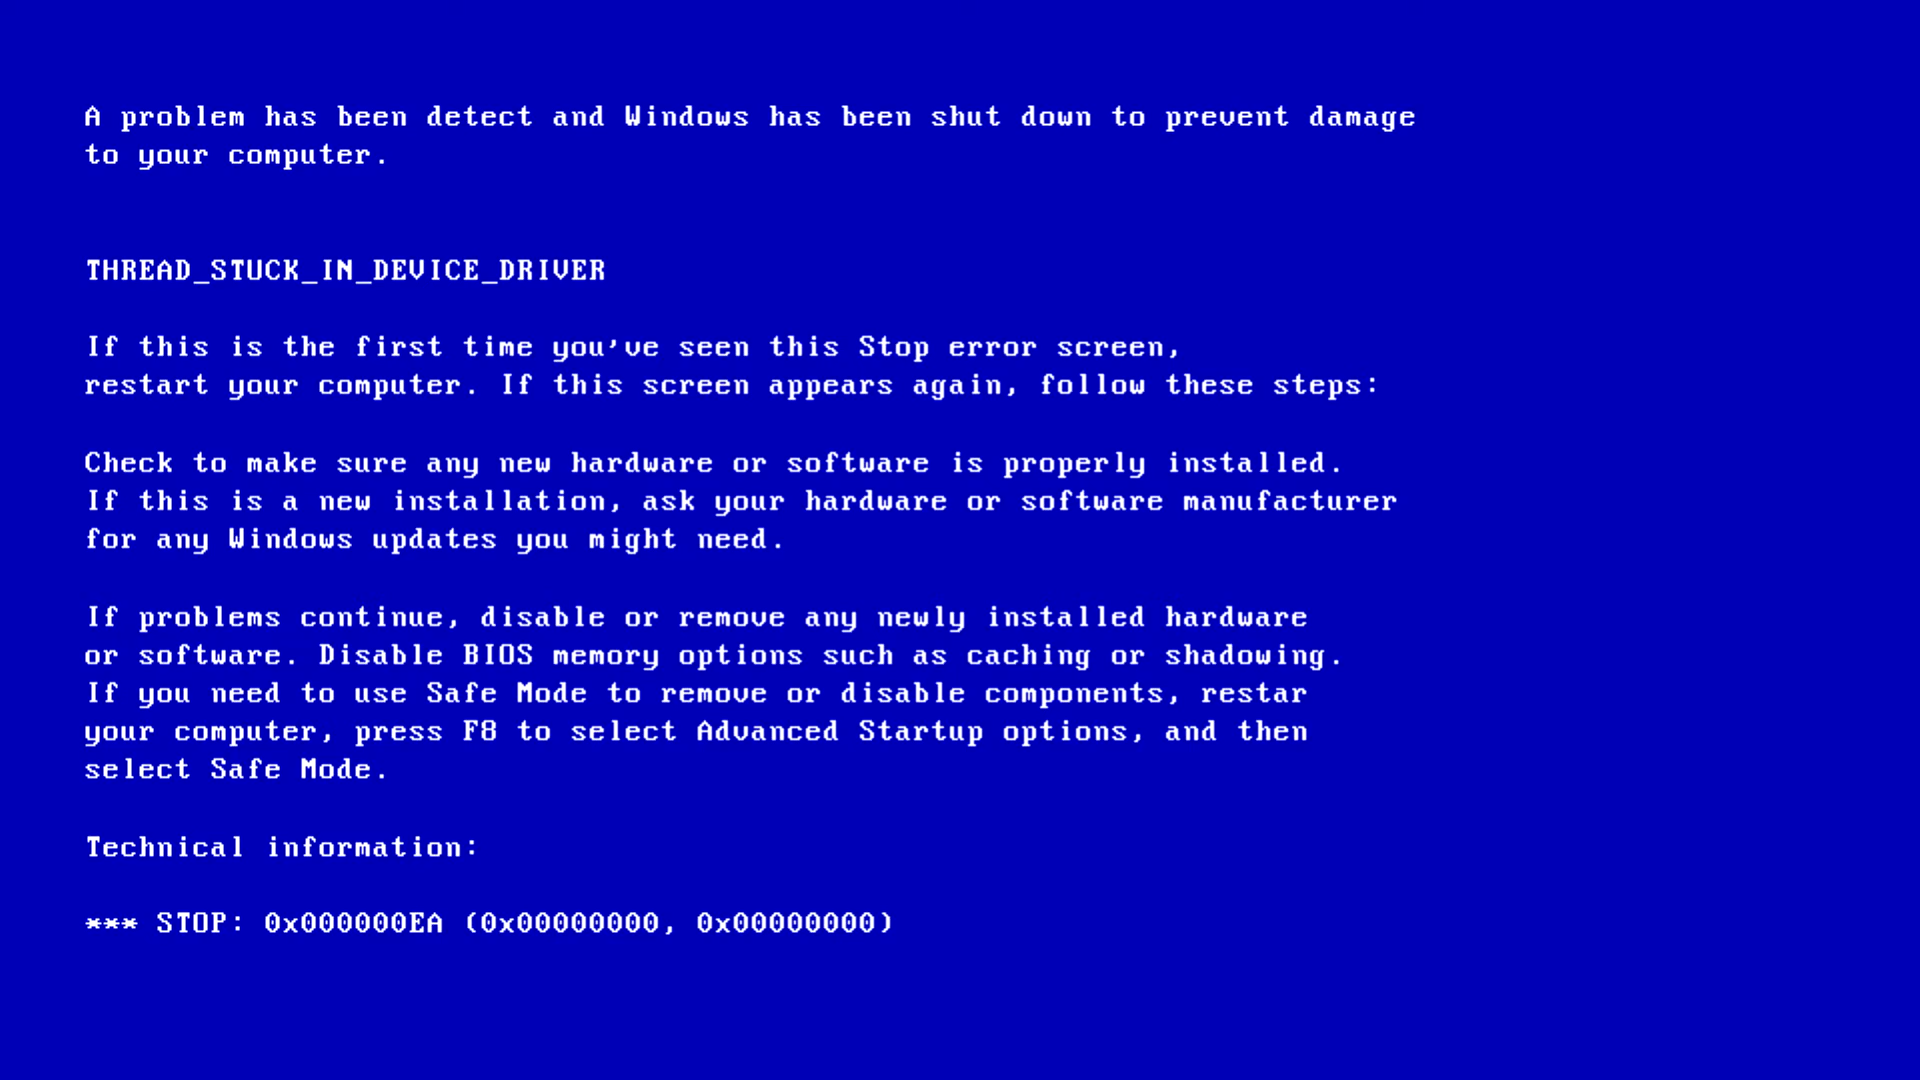 A problem has been detect and Windows has been shut down to prevent damage
to your computer.
THREAD_STUCK_IN_DEVICE_DRIVER
If this is the first time you've seen this Stop error screen,
restart your computer. If this screen appears again, follow these steps:
Check to make sure any new hardware or software is properly installed.
If this is a new installation, ask your hardware or software manufacturer
for any Windows updates you might need.
If problems continue, disable or remove any newly installed hardware
or software. Disable BIOS memory options such as caching or shadowing.
If you need to use Safe Mode to remove or disable components, restar
your computer, press F8 to select Advanced Startup options, and then
select Safe Mode.
Technical information:
*** STOP: 0x000000EA (0x00000000, 0x00000000)